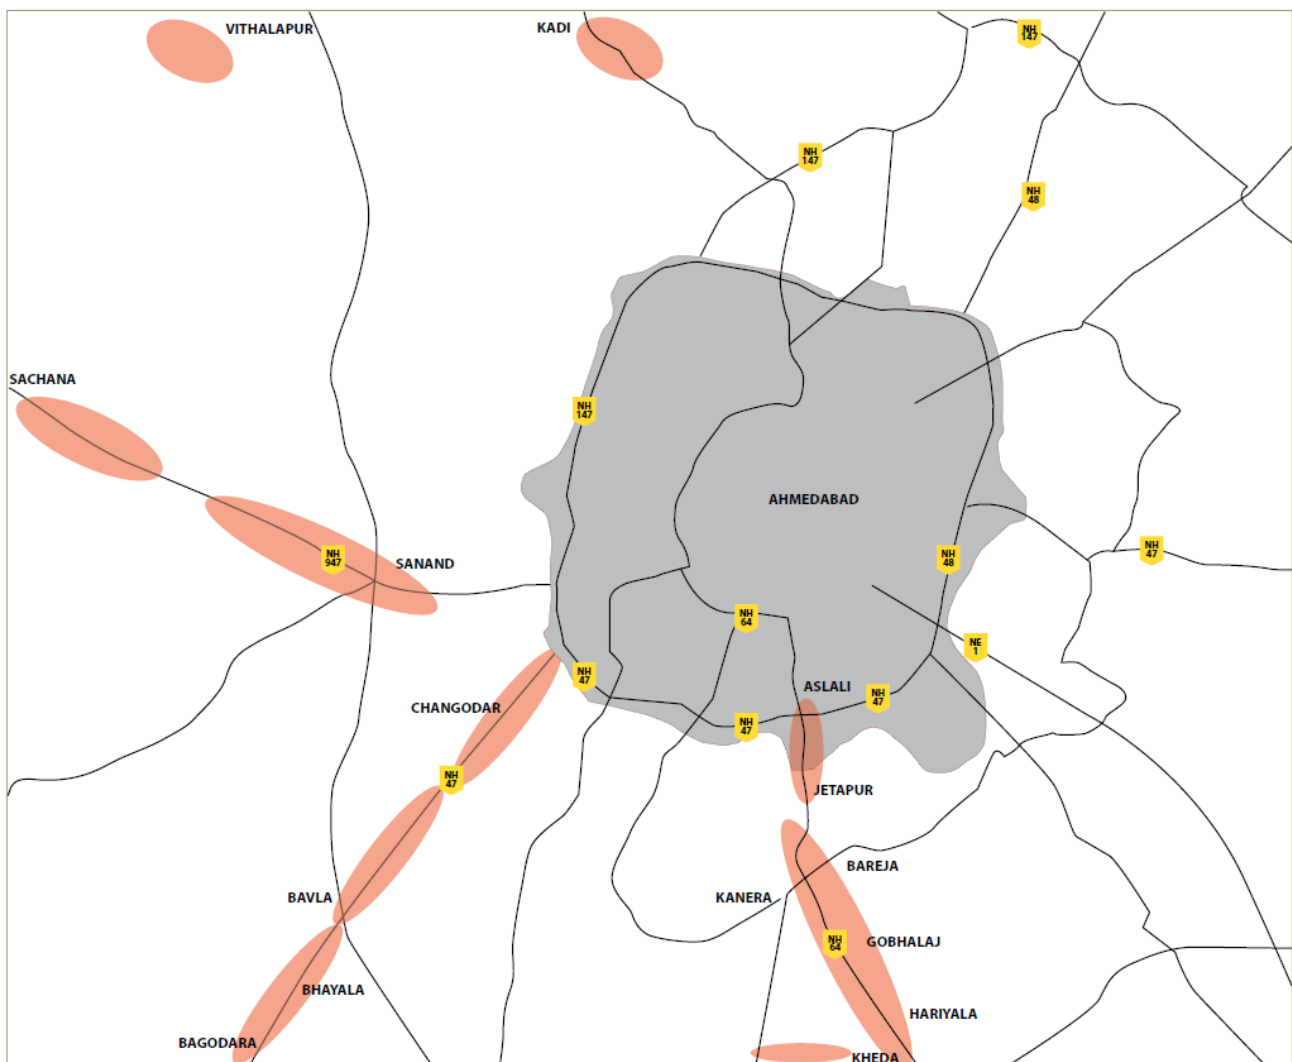 VITHALAPUR
KADI
NH
147
NH
147
NH
48
SACHANA
NH
147
AHMEDABAD
NH
947
SANAND
NH
48
NH
47
NH
64
NE
1
NH
47
ASLALI
NH
47
CHANGODAR
NH
47
NH
47
JETAPUR
BAREJA
BAVLA
KANERA
NH
64
GOBHALAJ
BHAYALA
HARIYALA
BAGODARA
KHEDA